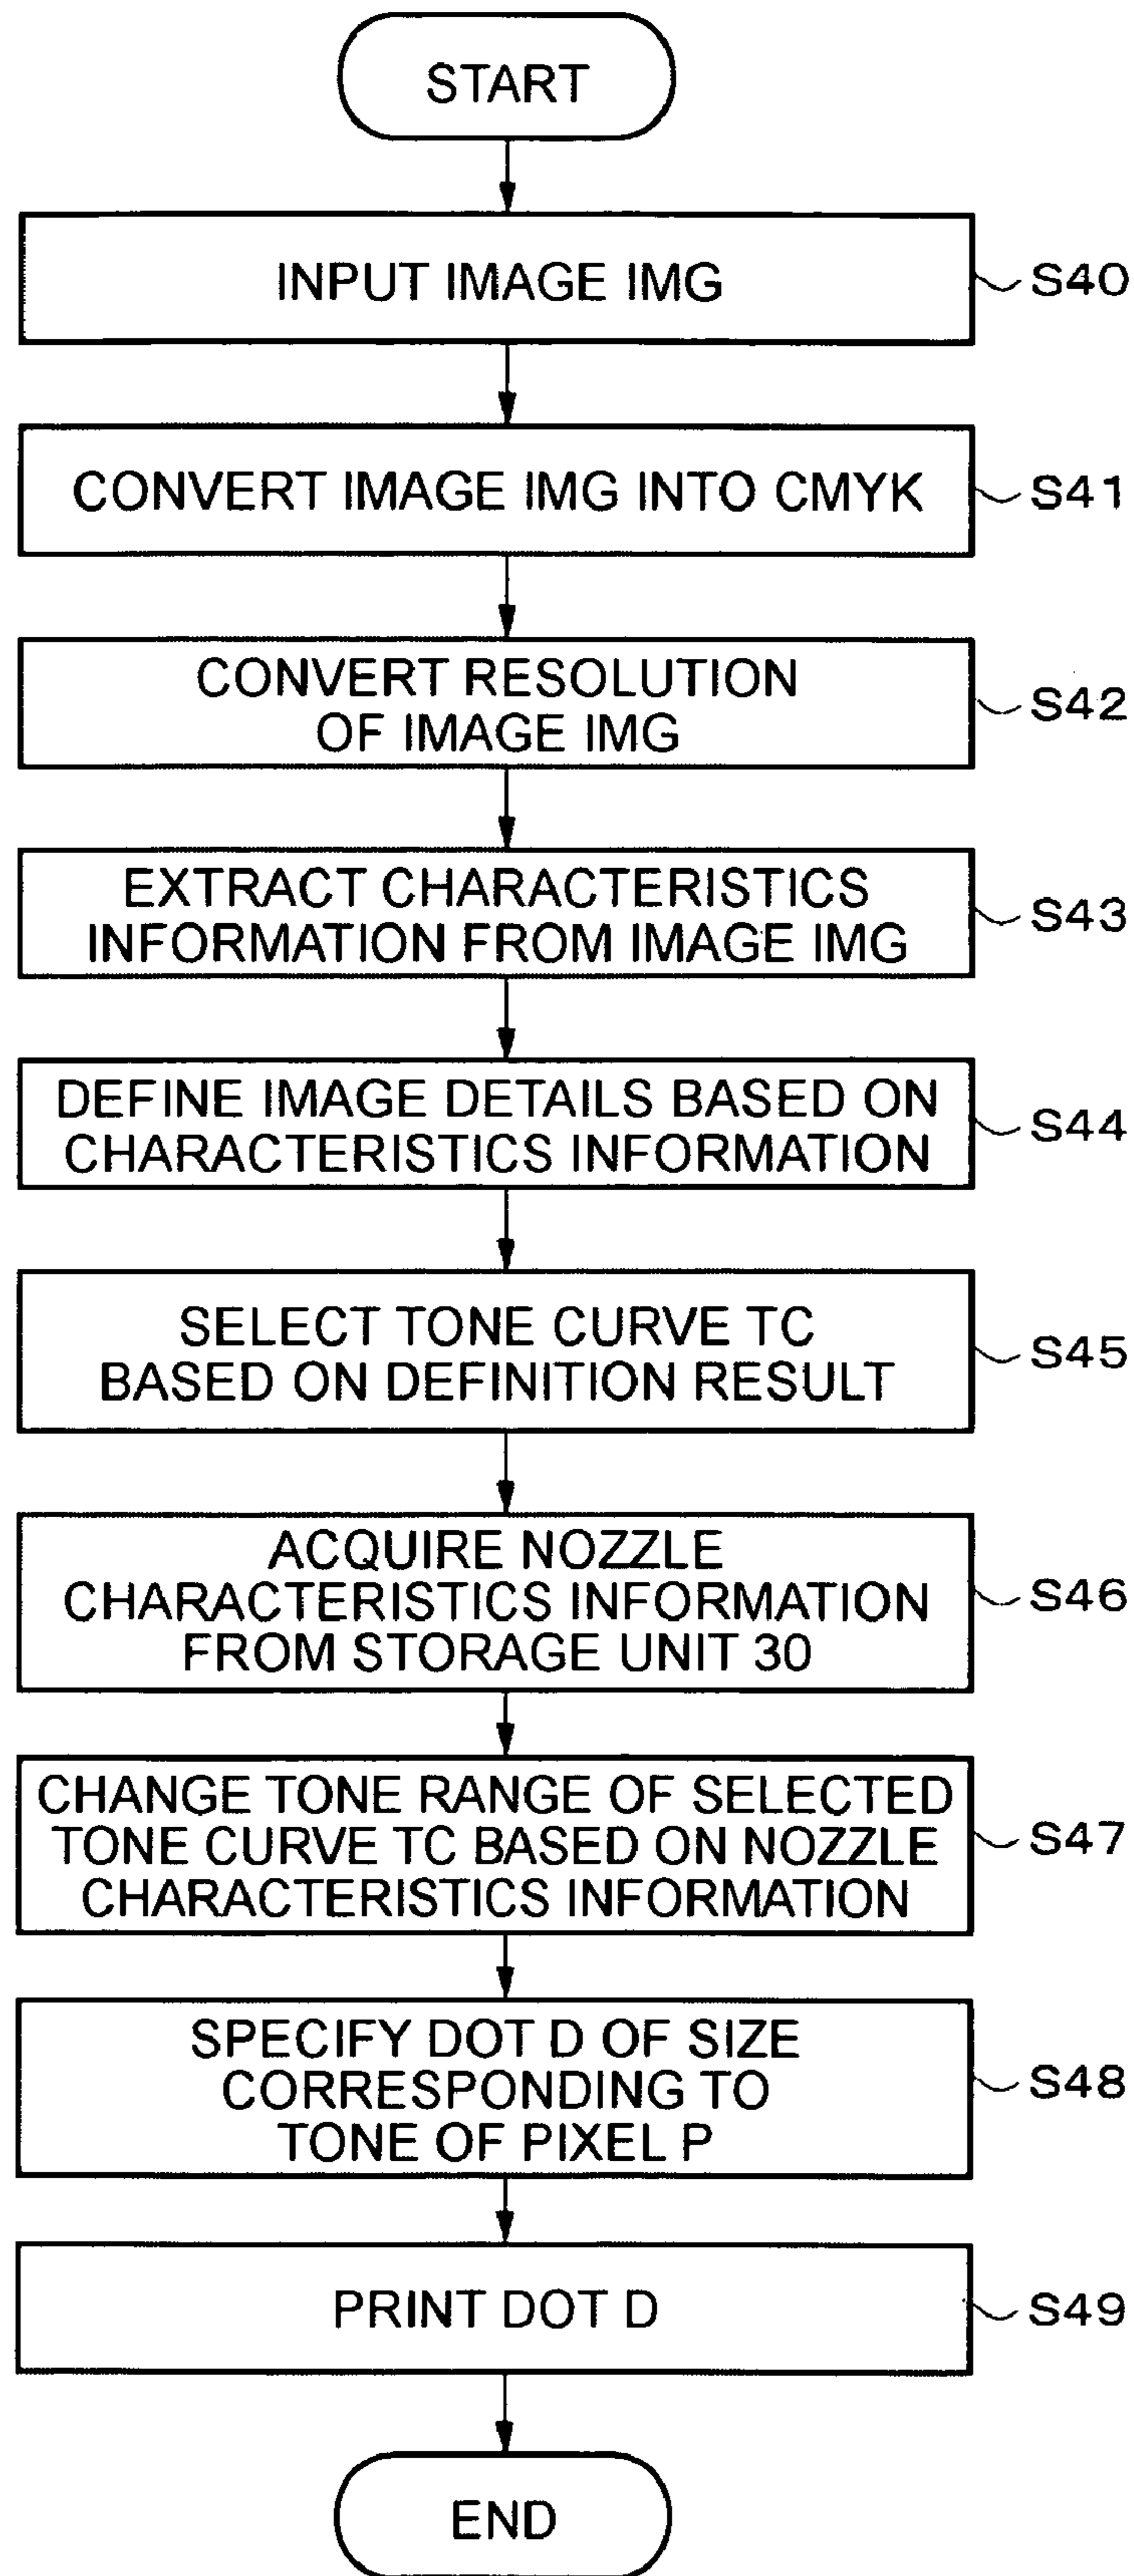 START
INPUT IMAGE IMG
S40
CONVERT IMAGE IMG INTO CMYK
S41
CONVERT RESOLUTION
OF IMAGE IMG
S42
EXTRACT CHARACTERISTICS
INFORMATION FROM IMAGE IMG
S43
DEFINE IMAGE DETAILS BASED ON
CHARACTERISTICS INFORMATION
S44
SELECT TONE CURVE TC
BASED ON DEFINITION RESULT
S45
ACQUIRE NOZZLE
CHARACTERISTICS INFORMATION
FROM STORAGE UNIT 30
S46
CHANGE TONE RANGE OF SELECTED
TONE CURVE TC BASED ON NOZZLE
CHARACTERISTICS INFORMATION
S47
SPECIFY DOT D OF SIZE
CORRESPONDING TO
TONE OF PIXEL P
S48
PRINT DOT D
S49
END